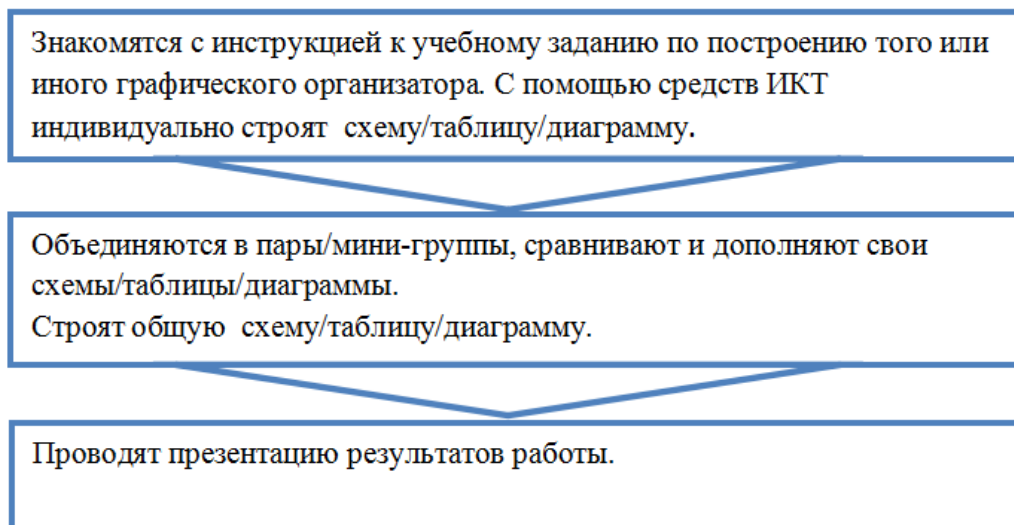 Знакомятся с инструкцией к учебному заданию по построению того или
иного графического организатора. С помощью средств ИКТ
индивидуально строят схему/таблицу/диаграмму.
Объединяются в пары/мини-группы, сравнивают и дополняют свои
схемы/таблицы/диаграммы.
Строят общую схему/таблицу/диаграмму.
Проводят презентацию результатов работы.